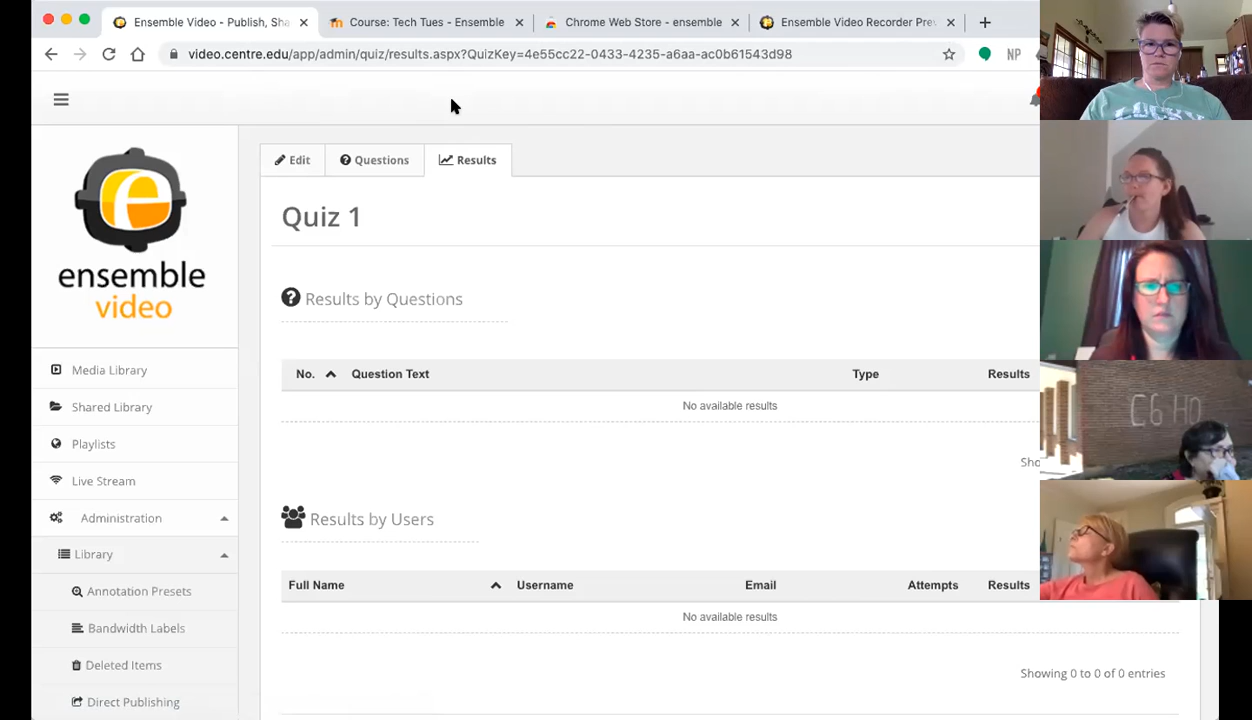 Ensemble Video - Publish, Sha
Course: Tech Tues - Ensemble
Chrome Web Store - ensemble
Ensemble Video Recorder Prev
video.centre.edu/app/admin/quiz/results.aspx?QuizKey=4e55cc22-0433-4235-a6aa-ac0b61543d98
NP
Edit
Questions
Results
e
ensemble
video
Quiz 1
Results by Questions
No.
Question Text
Type
Results
No available results
Sho
Results by Users
Full Name
Username
Email
Attempts
Results
No available results
Showing 0 to 0 of 0 entries
Media Library
Shared Library
Playlists
Live Stream
Administration
Library
Annotation Presets
Bandwidth Labels
Deleted Items
Direct Publishing